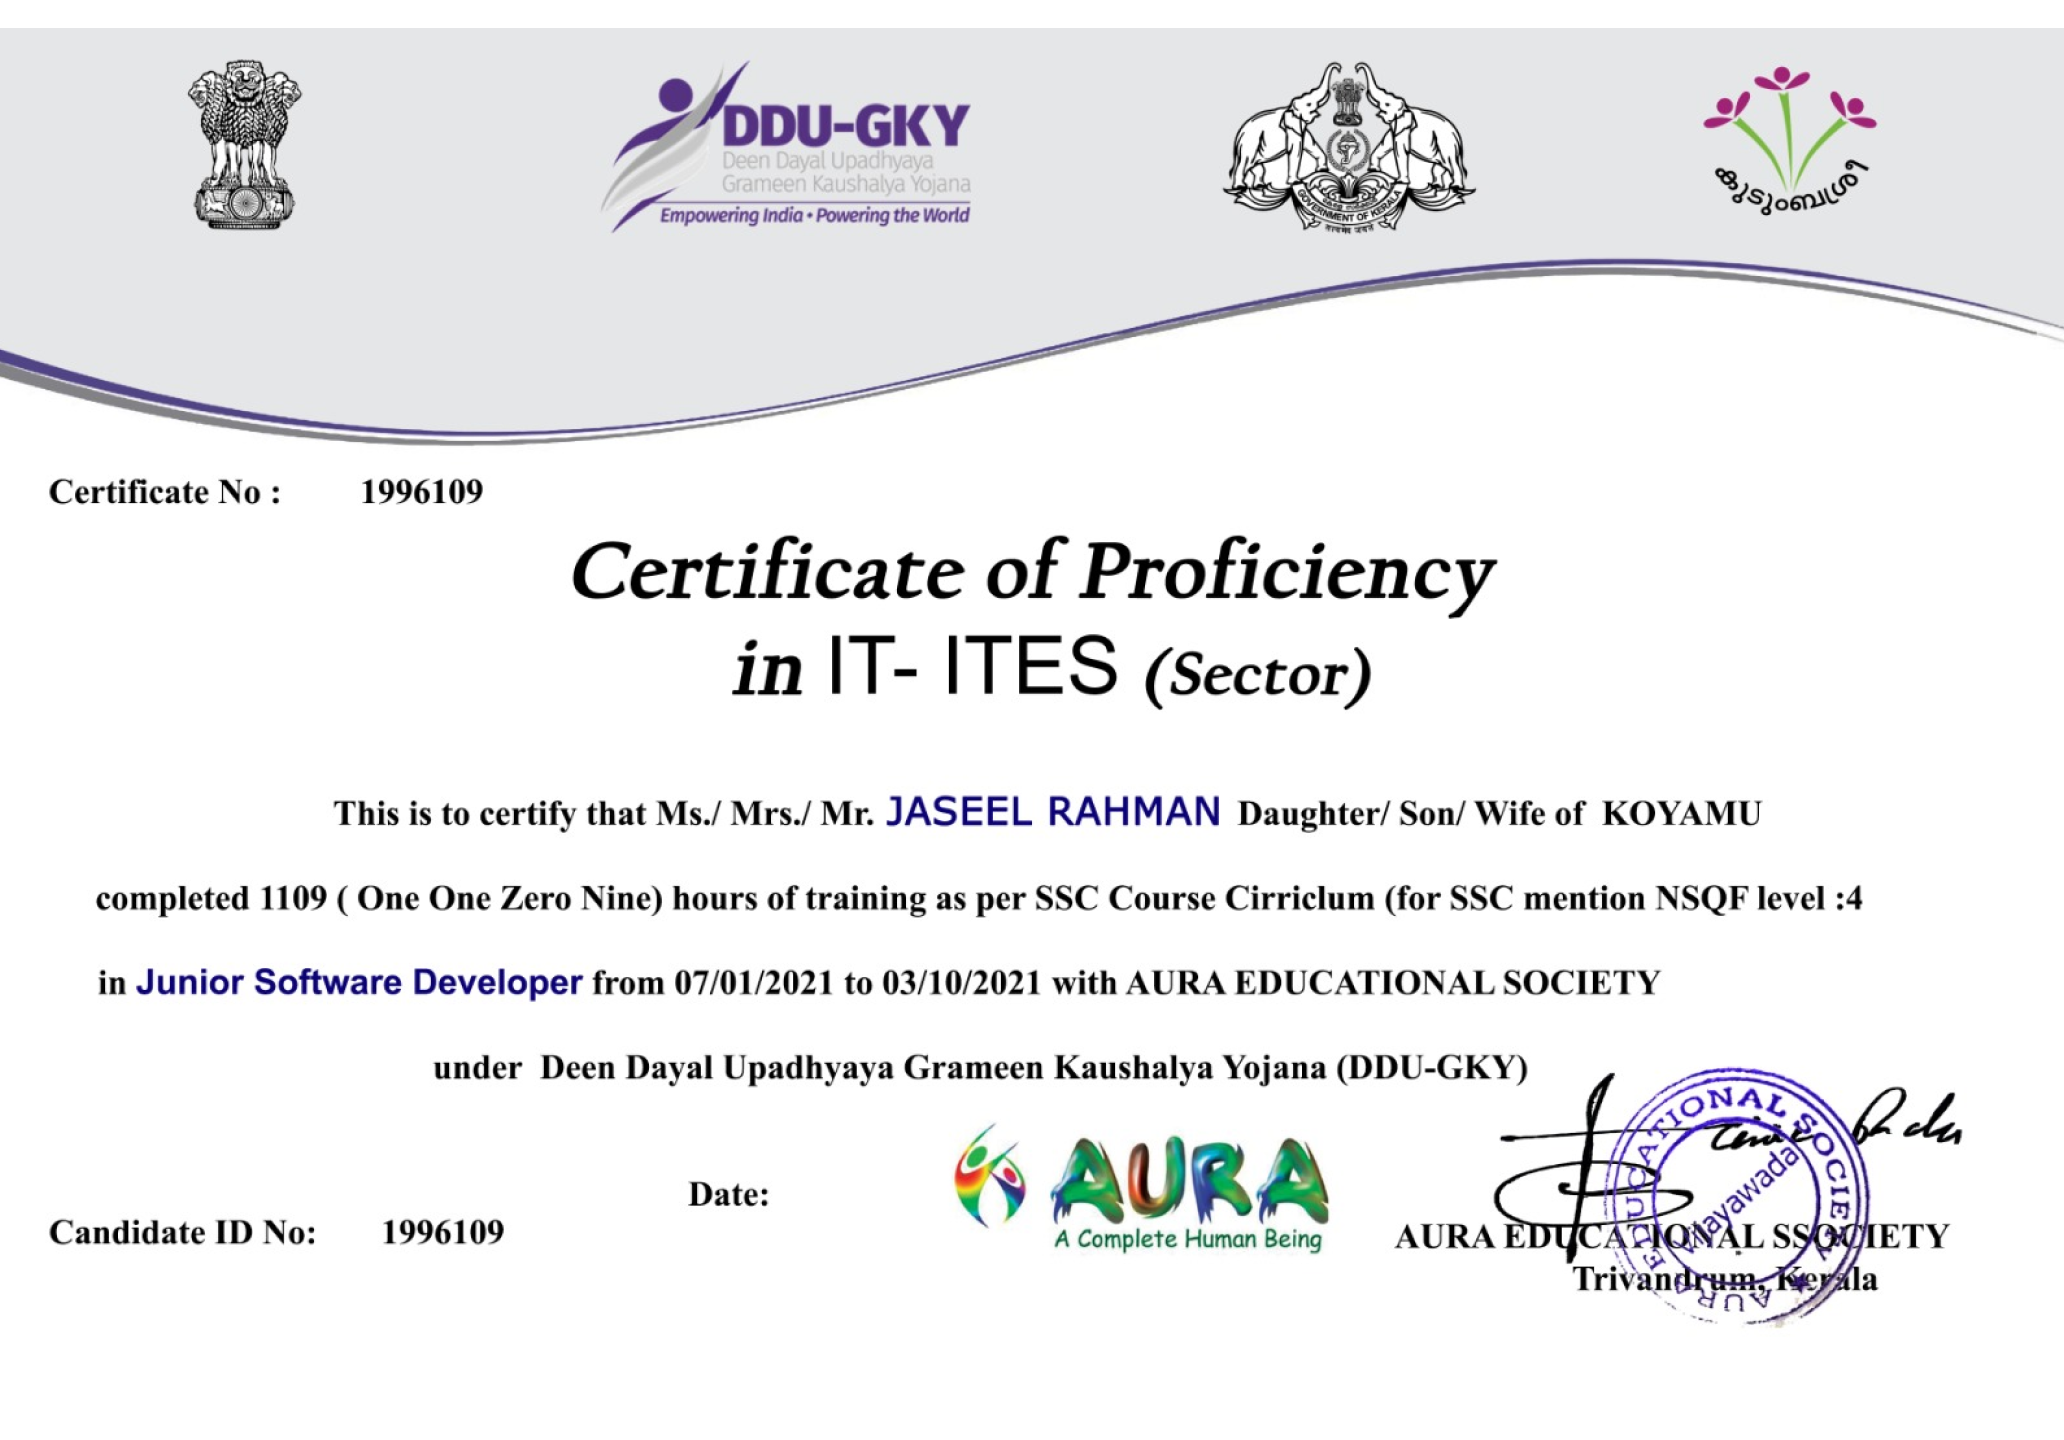 DDU-GKY
Deen Dayal Upadhyaya
Grameen Kaushalya Yojana
Empowering India • Powering the World
GOVERNMENT OF KERALA
सत्यमेव जयते
കുടുംബശ്രീ
Certificate No : 1996109
Certificate of Proficiency
in IT- ITES (Sector)
This is to certify that Ms./ Mrs./ Mr. JASEEL RAHMAN Daughter/ Son/ Wife of KOYAMU
completed 1109 ( One One Zero Nine) hours of training as per SSC Course Cirriclum (for SSC mention NSQF level :4
in Junior Software Developer from 07/01/2021 to 03/10/2021 with AURA EDUCATIONAL SOCIETY
under Deen Dayal Upadhyaya Grameen Kaushalya Yojana (DDU-GKY)
Date:
AURA
A Complete Human Being
Candidate ID No: 1996109
AURA EDUCATIONAL SSOCIETY
Trivandrum, Kerala
AURA EDUCATIONAL SOCIETY
Vijayawada